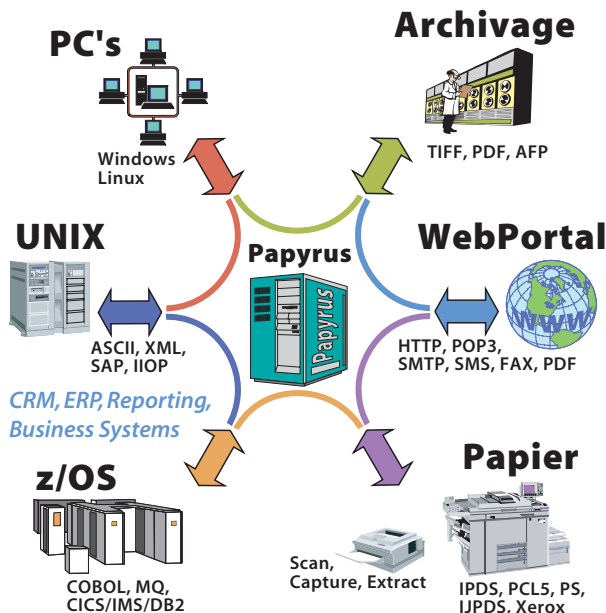 PC's
Archivage
Windows
Linux
TIFF, PDF, AFP
UNIX
Papyrus
WebPortal
Papyrus
WWW
ASCII, XML,
SAP, IIOP
HTTP, POP3,
SMTP, SMS, FAX, PDF
CRM, ERP, Reporting,
Business Systems
z/OS
Papier
Scan,
Capture, Extract
COBOL, MQ,
CICS/IMS/DB2
IPDS, PCL5, PS,
IJPDS, Xerox